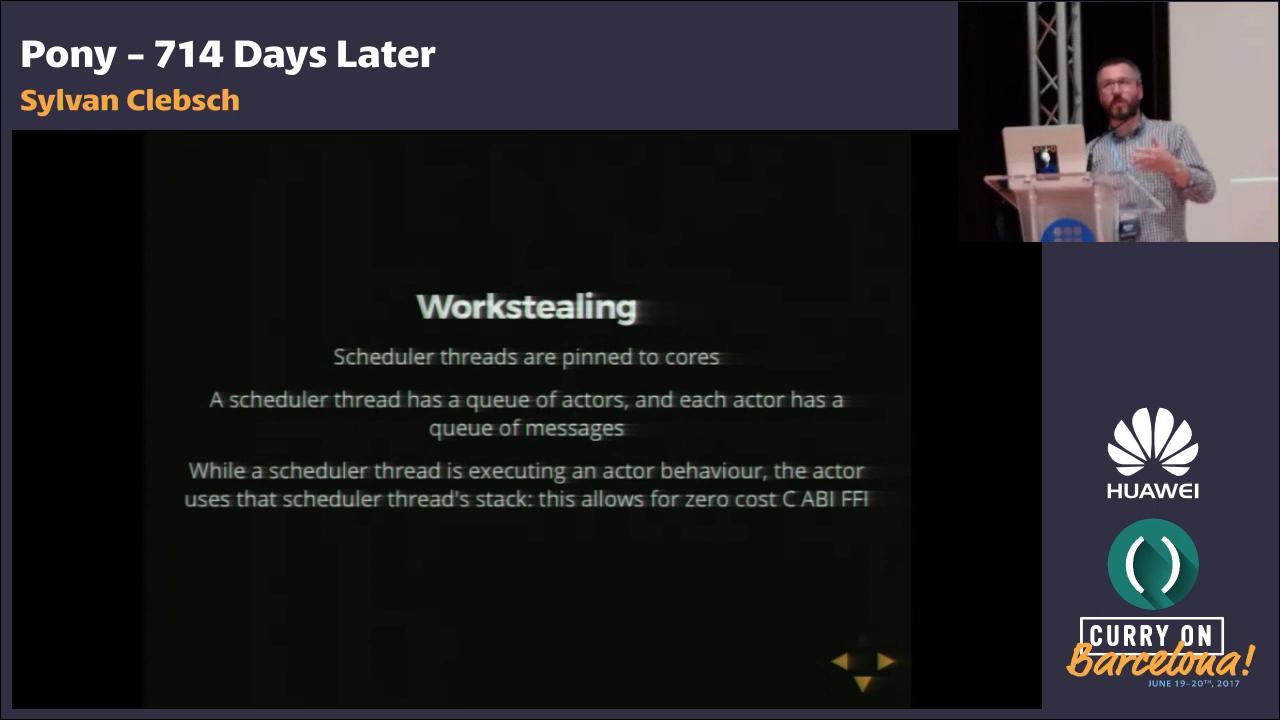 Pony – 714 Days Later
Sylvan Clebsch
Workstealing
Scheduler threads are pinned to cores
A scheduler thread has a queue of actors, and each actor has a
queue of messages
While a scheduler thread is executing an actor behaviour, the actor
uses that scheduler thread's stack: this allows for zero cost C ABI FFI
HUAWEI
CURRY ON
Barcelona!
JUNE 19-20TH, 2017